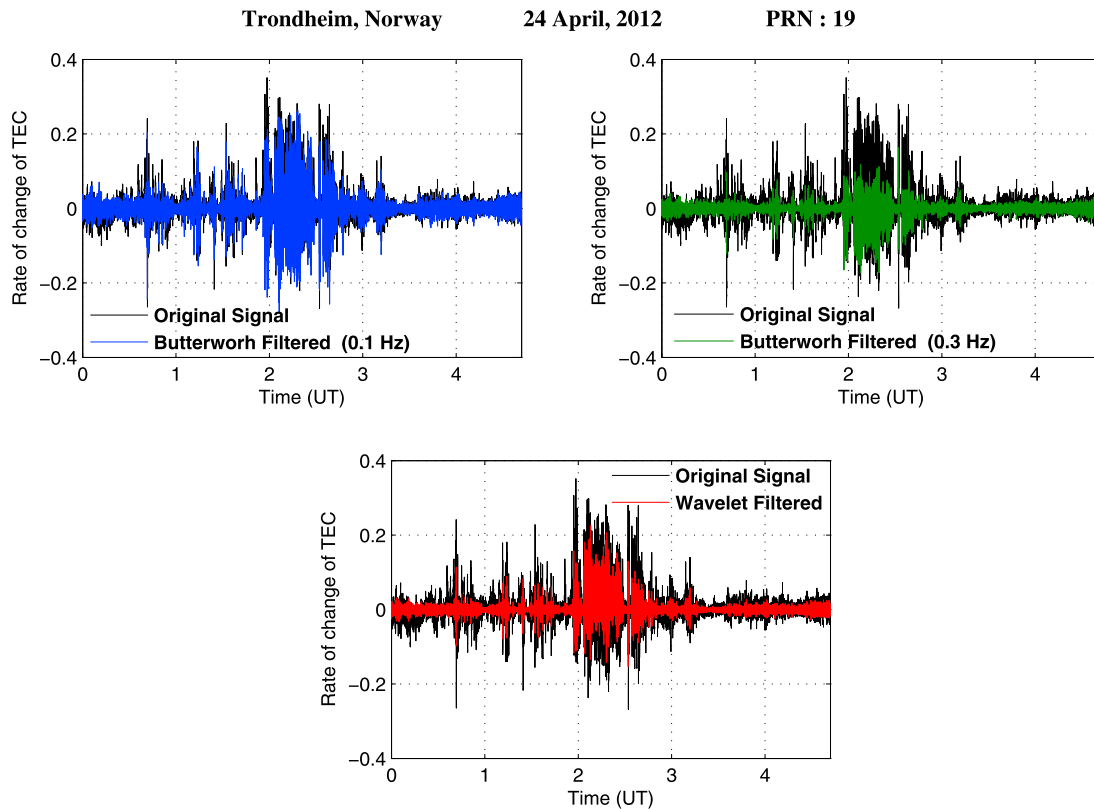 Trondheim, Norway 24 April, 2012 PRN : 19
0.4
0.2
0
−0.2
−0.4
Rate of change of TEC
Original Signal
Butterworh Filtered (0.1 Hz)
0 1 2 3 4
Time (UT)
0.4
0.2
0
−0.2
−0.4
Rate of change of TEC
Original Signal
Butterworh Filtered (0.3 Hz)
0 1 2 3
Time (UT)
0.4
0.2
0
−0.2
−0.4
Rate of change of TEC
Original Signal
Wavelet Filtered
0 1 2 3 4
Time (UT)